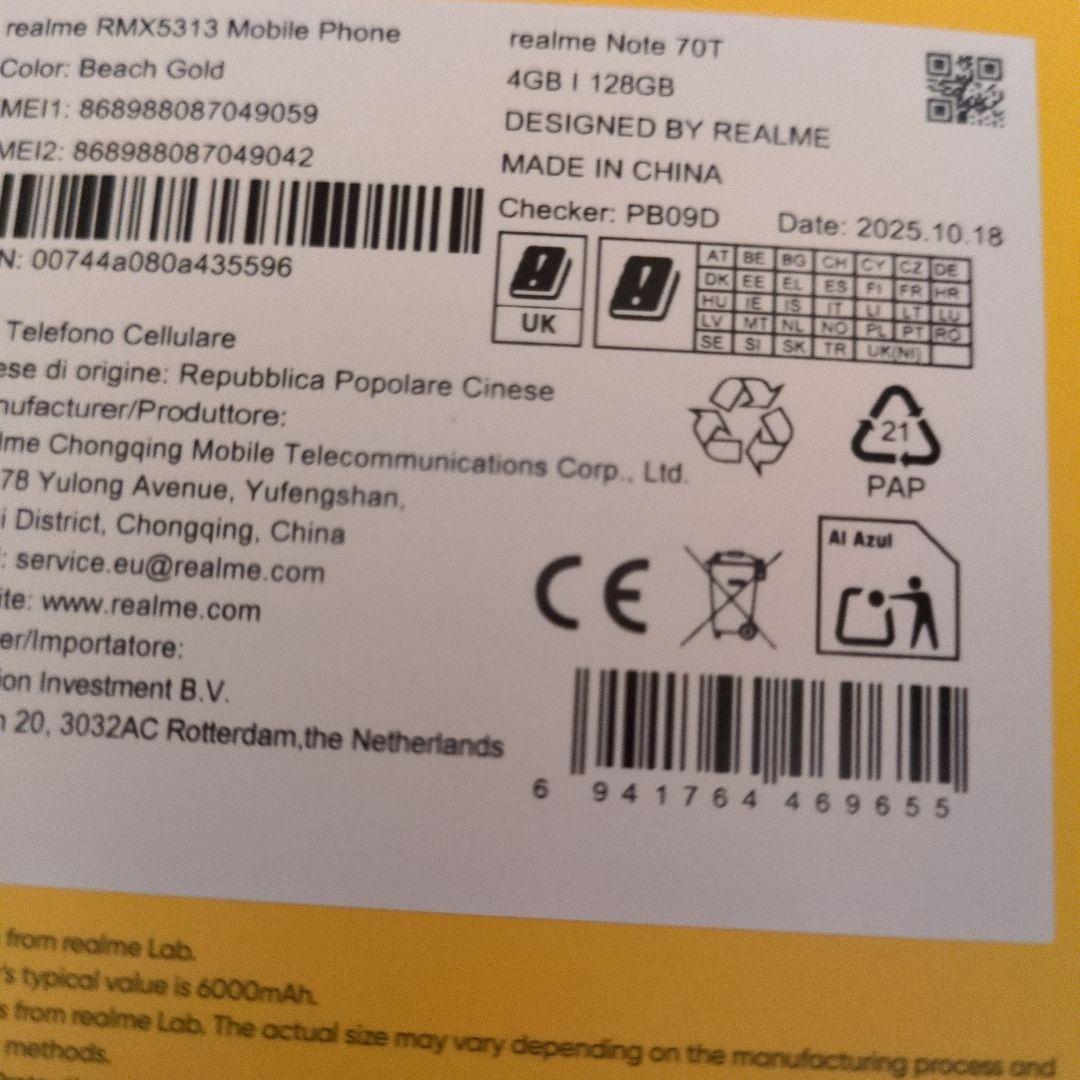 realme RMX5313 Mobile Phone
Color: Beach Gold
MEI1: 868988087049059
MEI2: 868988087049042
N: 00744a080a435596
Telefono Cellulare
ese di origine: Repubblica Popolare Cinese
nufacturer/Produttore:
lme Chongqing Mobile Telecommunications Corp., Ltd.
78 Yulong Avenue, Yufengshan,
i District, Chongqing, China
: service.eu@realme.com
ite: www.realme.com
er/Importatore:
ion Investment B.V.
n 20, 3032AC Rotterdam,the Netherlands
realme Note 70T
4GB I 128GB
DESIGNED BY REALME
MADE IN CHINA
Checker: PB09D Date: 2025.10.18
UK
AT BE BG CH CY CZ DE
DK EE EL ES FI FR HR
HU IE IS IT LI LT LU
LV MT NL NO PL PT RO
SE SI SK TR UK(NI)
21
PAP
CE
Al Azul
6 941764 469655
from realme Lab.
's typical value is 6000mAh.
s from realme Lab. The actual size may vary depending on the manufacturing process and
methods.